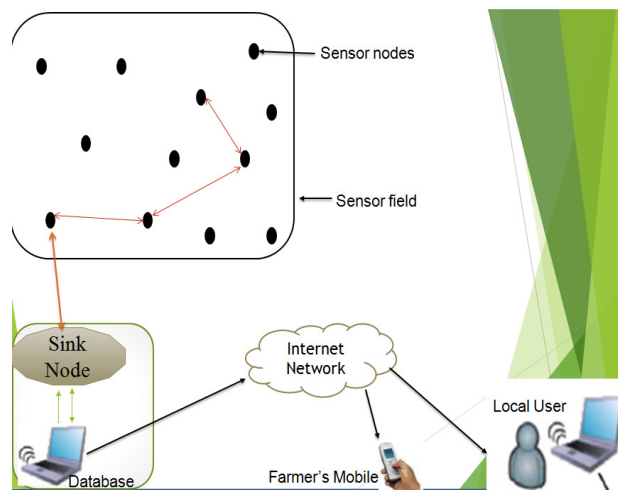 Sensor nodes
Sensor field
Sink
Node
Internet
Network
Local User
Database
Farmer's Mobile